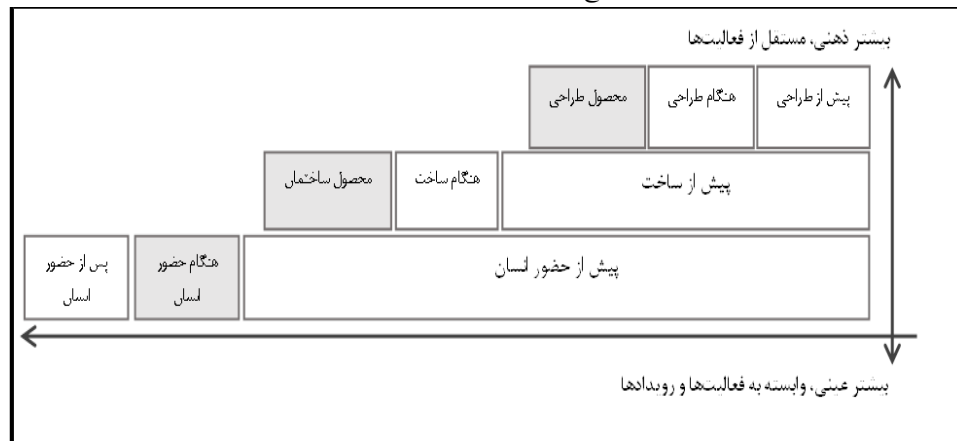 بیشتر ذهنی، مستقل از فعالیت‌ها
پیش از طراحی
هنگام طراحی
محصول طراحی
پیش از ساخت
هنگام ساخت
محصول ساختمان
پیش از حضور انسان
هنگام حضور
انسان
پس از حضور
انسان
بیشتر عینی، وابسته به فعالیت‌ها و رویدادها